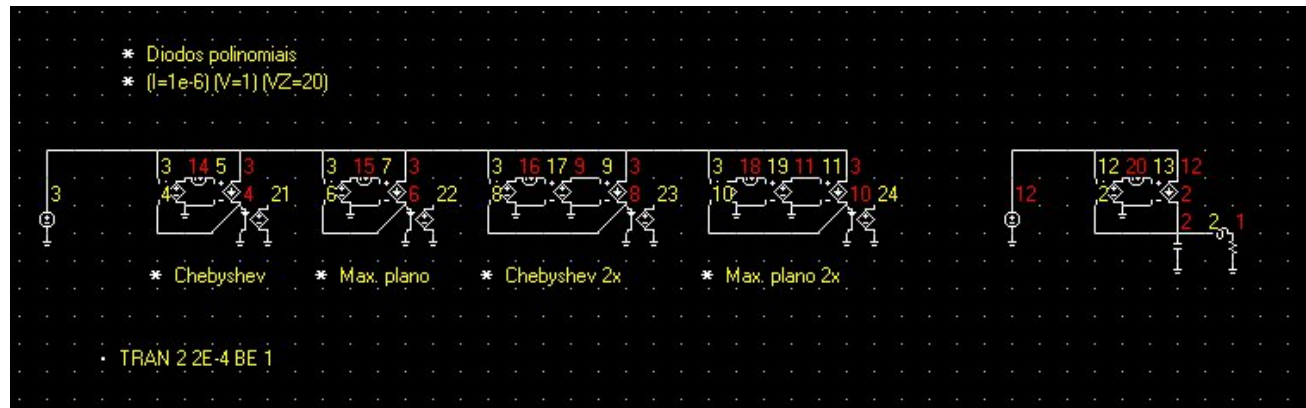 * Diodos polinomiais
* (I=1e-6) (V=1) (VZ=20)
3 14 5 3 3 15 7 3 3 16 17 9 9 3 3 18 19 11 11 3 12 20 13 12
3 4 4 21 6 6 22 8 8 23 10 10 24 12 2 2
2 2 1
* Chebyshev * Max. plano * Chebyshev 2x * Max. plano 2x
TRAN 2 2E-4 BE 1